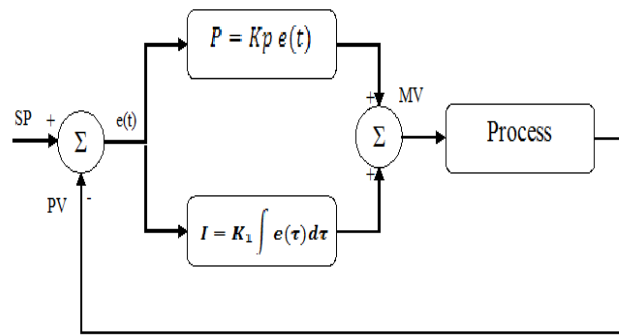 P = Kp e(t)
SP
+
Σ
e(t)
+
MV
Σ
Process
+
PV
-
I = K₁ ∫ e(τ)dτ